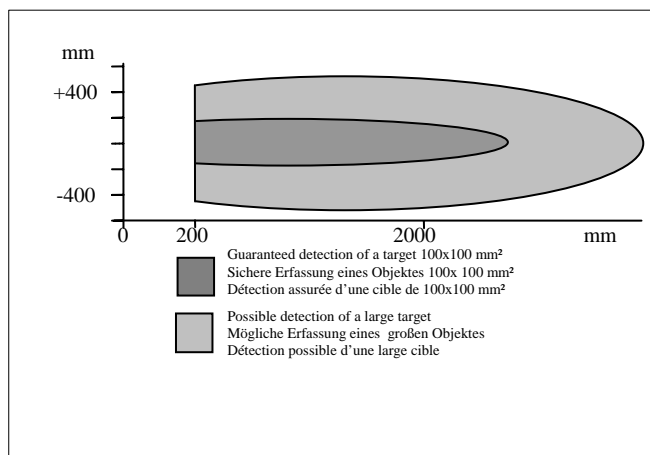 mm
+400
-400
0 200 2000 mm
Guaranteed detection of a target 100x100 mm²
Sichere Erfassung eines Objektes 100x 100 mm²
Détection assurée d’une cible de 100x100 mm²
Possible detection of a large target
Mögliche Erfassung eines  großen Objektes
Détection possible d’une large cible